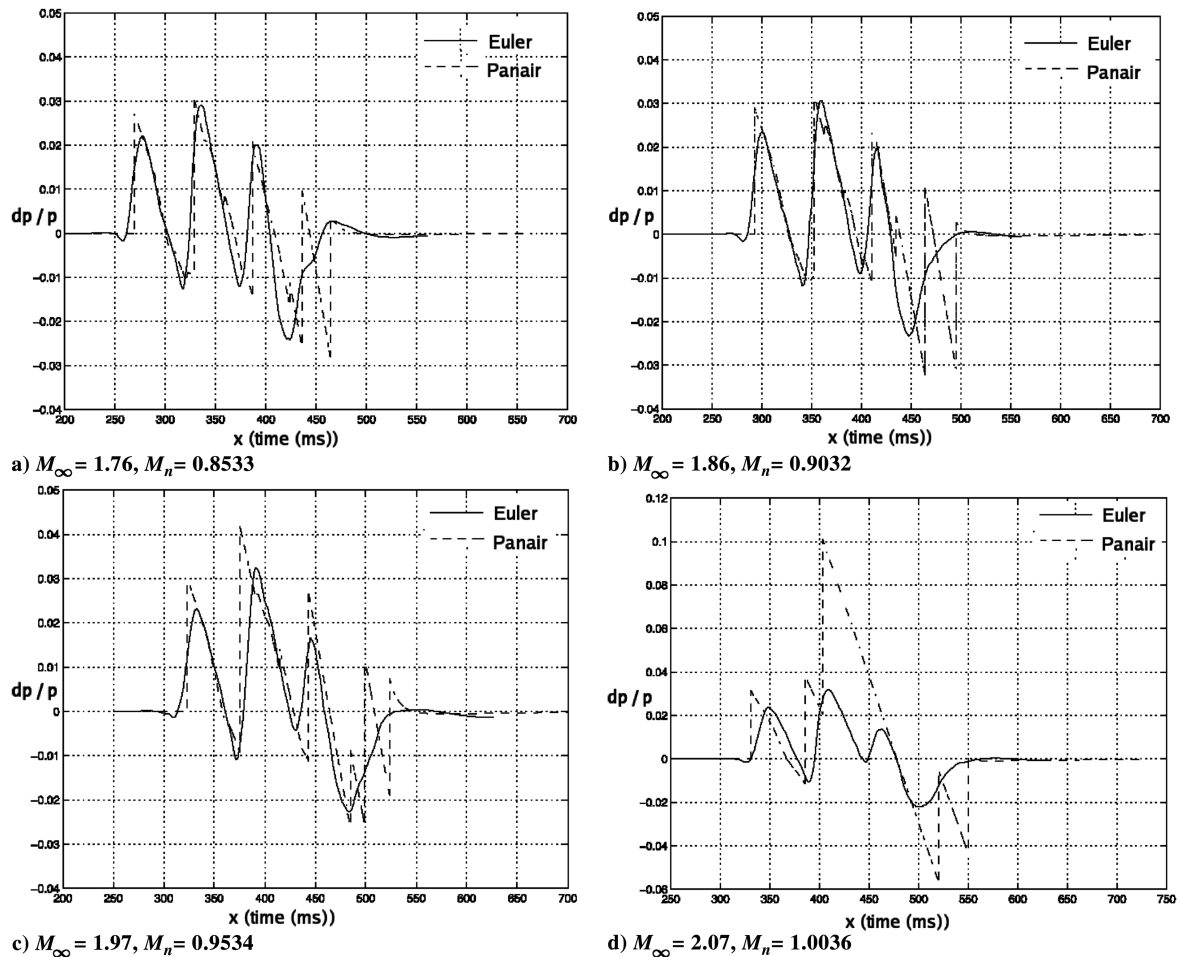 0.05
0.04
0.03
0.02
0.01
dp / p
0
−0.01
−0.02
−0.03
−0.04
200 250 300 350 400 450 500 550 600 650 700
x (time (ms))
Euler
Panair
a) M∞ = 1.76, Mn= 0.8533
0.05
0.04
0.03
0.02
0.01
dp / p
0
−0.01
−0.02
−0.03
−0.04
200 250 300 350 400 450 500 550 600 650 700
x (time (ms))
Euler
Panair
b) M∞ = 1.86, Mn= 0.9032
0.05
0.04
0.03
0.02
0.01
dp / p
0
−0.01
−0.02
−0.03
−0.04
200 250 300 350 400 450 500 550 600 650 700
x (time (ms))
Euler
Panair
c) M∞ = 1.97, Mn= 0.9534
0.12
0.1
0.08
0.06
0.04
dp / p
0.02
0
−0.02
−0.04
−0.06
250 300 350 400 450 500 550 600 650 700 750
x (time (ms))
Euler
Panair
d) M∞ = 2.07, Mn= 1.0036